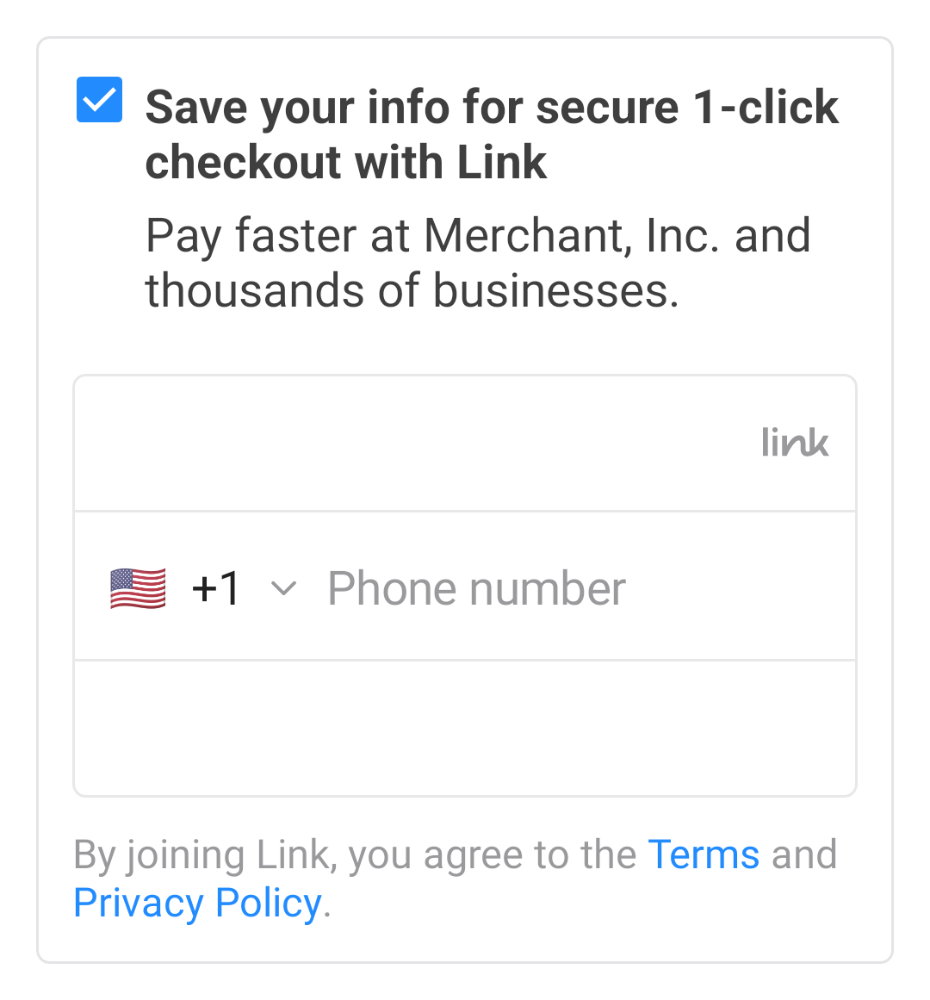 Save your info for secure 1-click
checkout with Link
Pay faster at Merchant, Inc. and
thousands of businesses.
link
+1 Phone number
By joining Link, you agree to the Terms and
Privacy Policy.